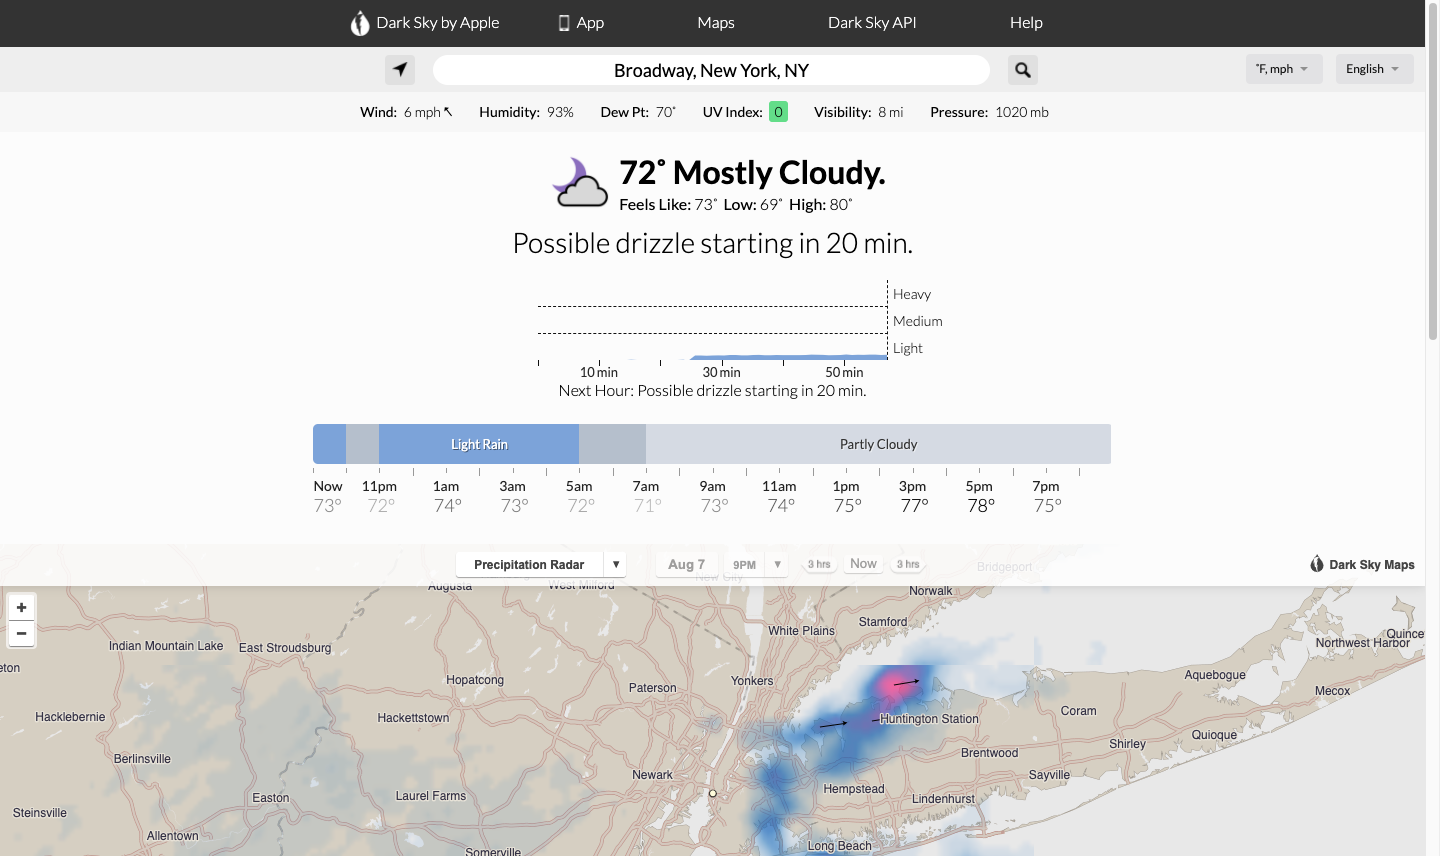 Dark Sky by Apple App Maps Dark Sky API Help
Broadway, New York, NY
˚F, mph English
Wind: 6 mph Humidity: 93% Dew Pt: 70˚ UV Index: 0 Visibility: 8 mi Pressure: 1020 mb
72˚ Mostly Cloudy.
Feels Like: 73˚ Low: 69˚ High: 80˚
Possible drizzle starting in 20 min.
Heavy
Medium
Light
10 min 30 min 50 min
Next Hour: Possible drizzle starting in 20 min.
Light Rain Partly Cloudy
Now 11pm 1am 3am 5am 7am 9am 11am 1pm 3pm 5pm 7pm
73° 72° 74° 73° 72° 71° 73° 74° 75° 77° 78° 75°
Precipitation Radar Aug 7 9PM 3 hrs Now 3 hrs Bridgeport Dark Sky Maps
New City
Augusta West Milford Norwalk
+
−
Stamford
White Plains
Quince
Northwest Harbor
Indian Mountain Lake East Stroudsburg
eton
Hopatcong Paterson Yonkers Aquebogue
Mecox
Hacklebernie Hackettstown Huntington Station Coram
Quioque
Shirley
Berlinsville Brentwood
Newark Sayville
Hempstead
Easton Laurel Farms Lindenhurst
Steinsville
Allentown
Long Beach
Somerville